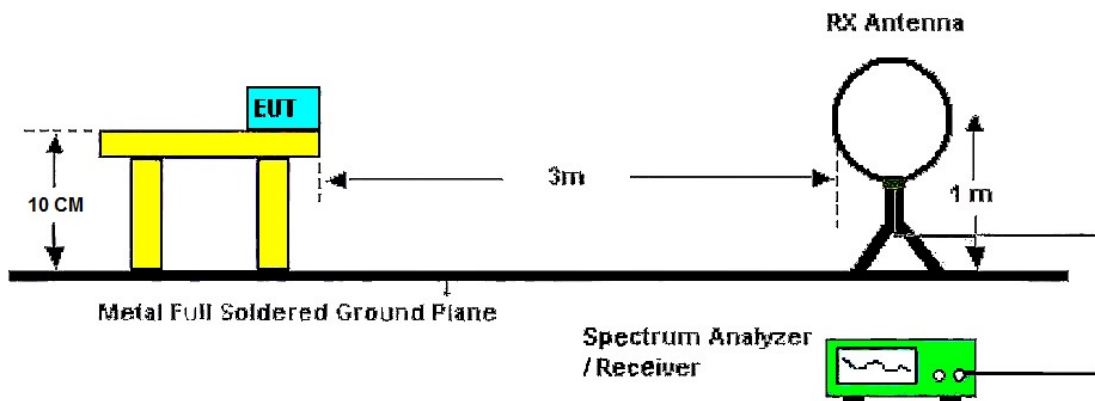 RX Antenna
EUT
3m
10 CM
1 m
Metal Full Soldered Ground Plane
Spectrum Analyzer
/ Receiver